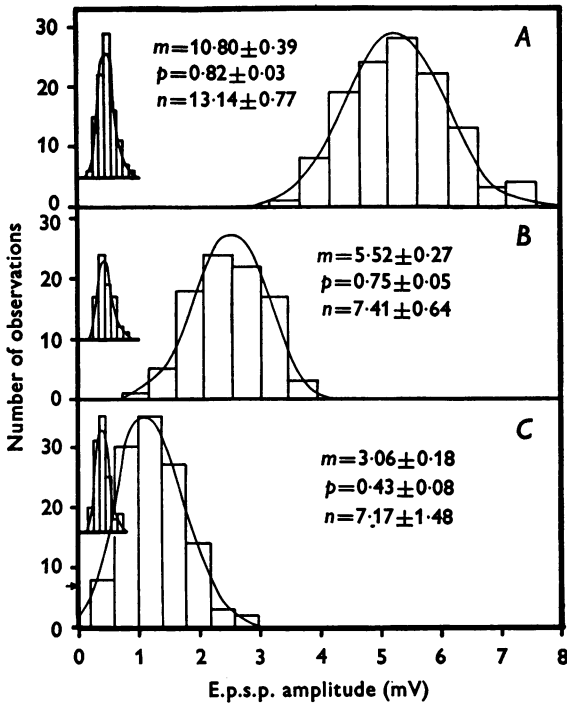 Number of observations
A
m=10·80±0·39
p=0·82±0·03
n=13·14±0·77
30
20
10
0
B
m=5·52±0·27
p=0·75±0·05
n=7·41±0·64
30
20
10
0
C
m=3·06±0·18
p=0·43±0·08
n=7·17±1·48
30
20
10
0
0 1 2 3 4 5 6 7 8
E.p.s.p. amplitude (mV)